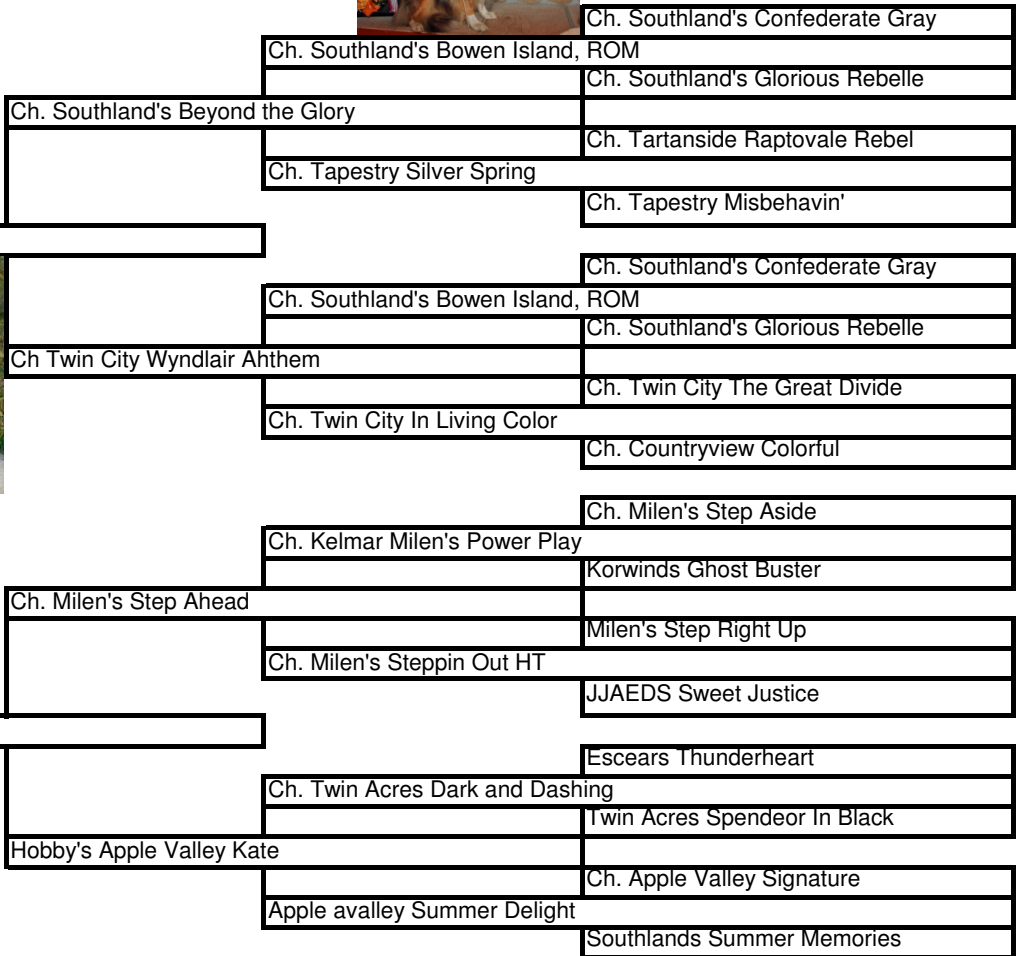 Ch. Southland's Confederate Gray
Ch. Southland's Bowen Island, ROM
Ch. Southland's Glorious Rebelle
Ch. Southland's Beyond the Glory
Ch. Tartanside Raptovale Rebel
Ch. Tapestry Silver Spring
Ch. Tapestry Misbehavin'
Ch. Southland's Confederate Gray
Ch. Southland's Bowen Island, ROM
Ch. Southland's Glorious Rebelle
Ch Twin City Wyndlair Ahthem
Ch. Twin City The Great Divide
Ch. Twin City In Living Color
Ch. Countryview Colorful
Ch. Milen's Step Aside
Ch. Kelmar Milen's Power Play
Korwinds Ghost Buster
Ch. Milen's Step Ahead
Milen's Step Right Up
Ch. Milen's Steppin Out HT
JJAEDS Sweet Justice
Escears Thunderheart
Ch. Twin Acres Dark and Dashing
Twin Acres Spendeor In Black
Hobby's Apple Valley Kate
Ch. Apple Valley Signature
Apple avalley Summer Delight
Southlands Summer Memories